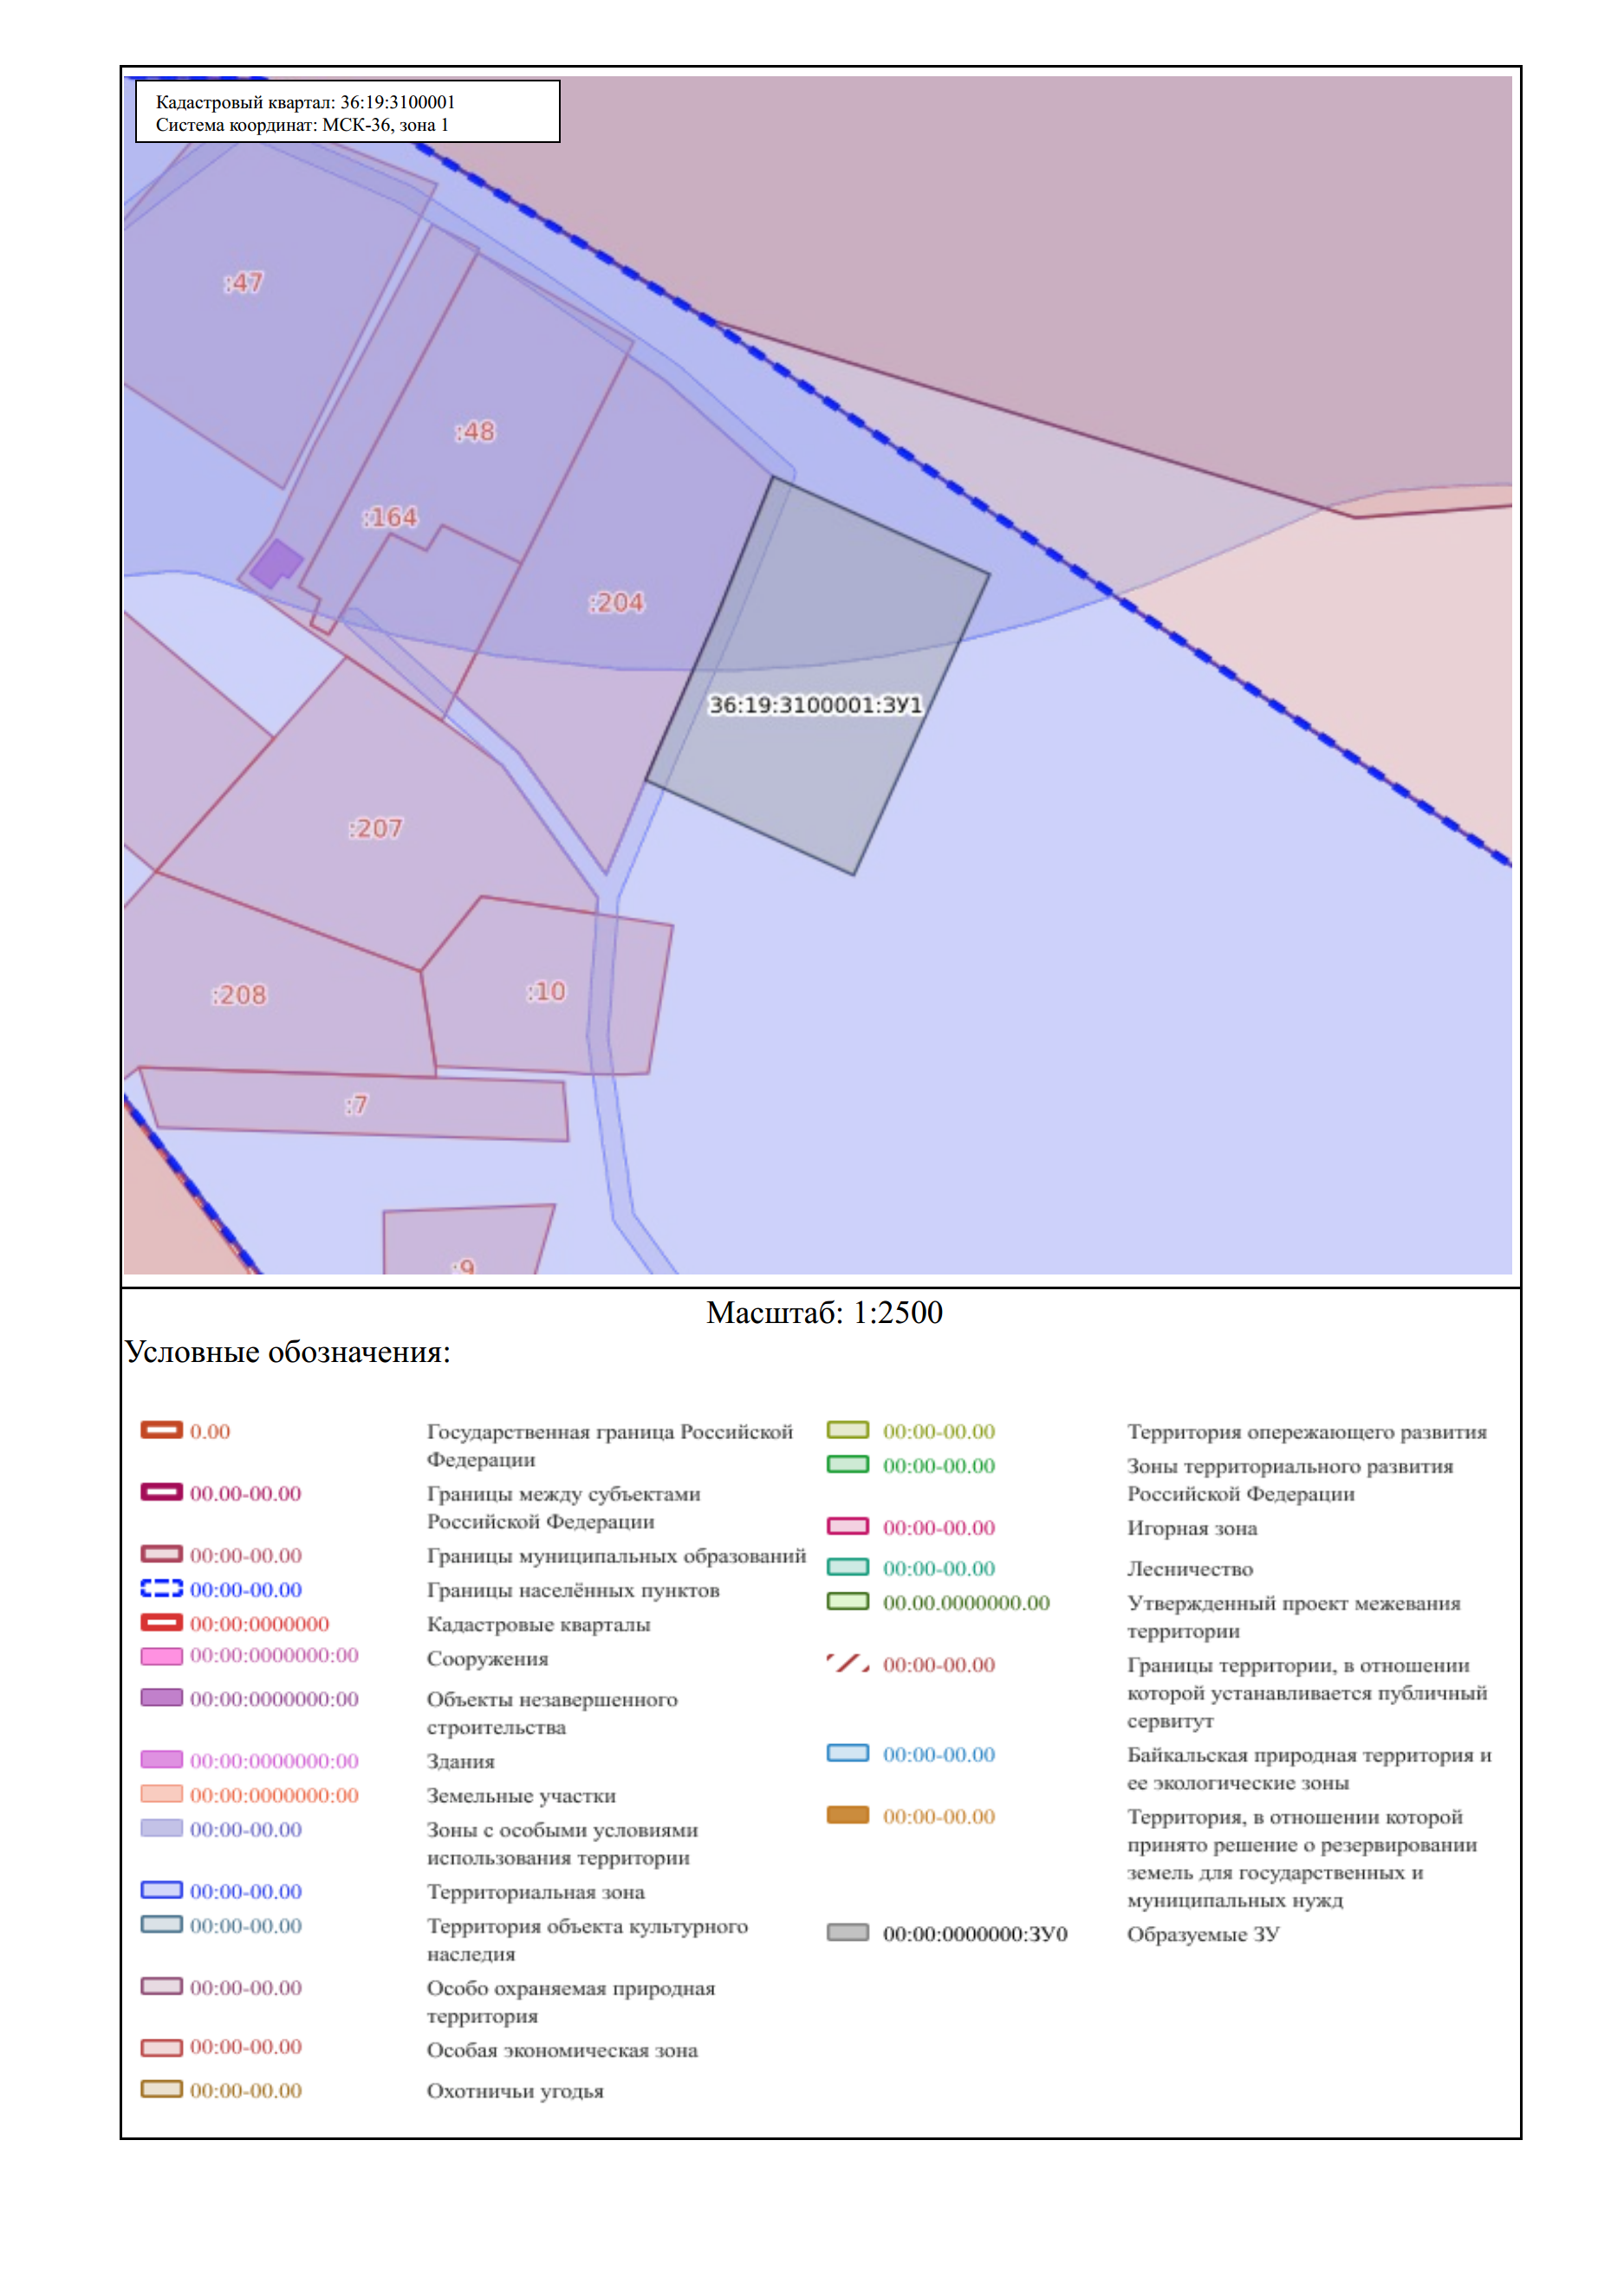 Кадастровый квартал: 36:19:3100001
Система координат: МСК-36, зона 1
:47
:48
:164
:204
36:19:3100001:ЗУ1
:207
:208
:10
:7
:9
Масштаб: 1:2500
Условные обозначения:
0.00 Государственная граница Российской
Федерации
00.00-00.00 Границы между субъектами
Российской Федерации
00:00-00.00 Границы муниципальных образований
00:00-00.00 Границы населённых пунктов
00:00:0000000 Кадастровые кварталы
00:00:0000000:00 Сооружения
00:00:0000000:00 Объекты незавершенного
строительства
00:00:0000000:00 Здания
00:00:0000000:00 Земельные участки
00:00-00.00 Зоны с особыми условиями
использования территории
00:00-00.00 Территориальная зона
00:00-00.00 Территория объекта культурного
наследия
00:00-00.00 Особо охраняемая природная
территория
00:00-00.00 Особая экономическая зона
00:00-00.00 Охотничьи угодья
00:00-00.00 Территория опережающего развития
00:00-00.00 Зоны территориального развития
Российской Федерации
00:00-00.00 Игорная зона
00:00-00.00 Лесничество
00.00.0000000.00 Утвержденный проект межевания
территории
00:00-00.00 Границы территории, в отношении
которой устанавливается публичный
сервитут
00:00-00.00 Байкальская природная территория и
ее экологические зоны
00:00-00.00 Территория, в отношении которой
принято решение о резервировании
земель для государственных и
муниципальных нужд
00:00:0000000:ЗУ0 Образуемые ЗУ